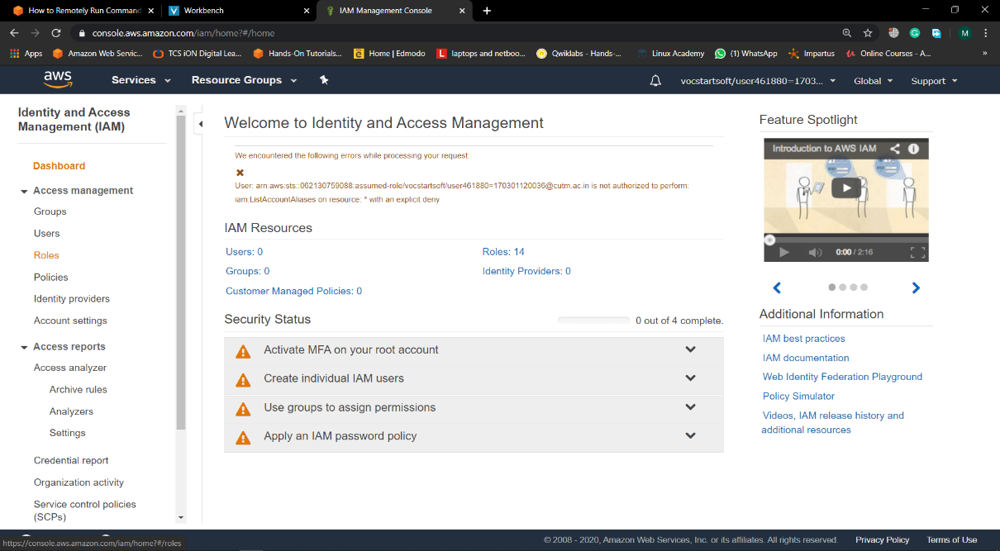 How to Remotely Run Command
Workbench
IAM Management Console
console.aws.amazon.com/iam/home?#/home
M
Apps
Amazon Web Servic...
TCS iON Digital Lea...
Hands-On Tutorials...
Home | Edmodo
laptops and netboo...
Qwiklabs - Hands-...
Linux Academy
(1) WhatsApp
Impartus
Online Courses - A...
»
aws
Services
Resource Groups
vocstartsoft/user461880=1703...
Global
Support
Identity and Access
Management (IAM)
Dashboard
Access management
Groups
Users
Roles
Policies
Identity providers
Account settings
Access reports
Access analyzer
Archive rules
Analyzers
Settings
Credential report
Organization activity
Service control policies
(SCPs)
Welcome to Identity and Access Management
We encountered the following errors while processing your request:
User: arn:aws:sts::062130759088:assumed-role/vocstartsoft/user461880=170301120036@cutm.ac.in is not authorized to perform:
iam:ListAccountAliases on resource: * with an explicit deny
IAM Resources
Users: 0
Roles: 14
Groups: 0
Identity Providers: 0
Customer Managed Policies: 0
Security Status
0 out of 4 complete.
Activate MFA on your root account
Create individual IAM users
Use groups to assign permissions
Apply an IAM password policy
Feature Spotlight
Introduction to AWS IAM
0:00 / 2:16
Additional Information
IAM best practices
IAM documentation
Web Identity Federation Playground
Policy Simulator
Videos, IAM release history and
additional resources
https://console.aws.amazon.com/iam/home?#/roles
© 2008 - 2020, Amazon Web Services, Inc. or its affiliates. All rights reserved.
Privacy Policy
Terms of Use